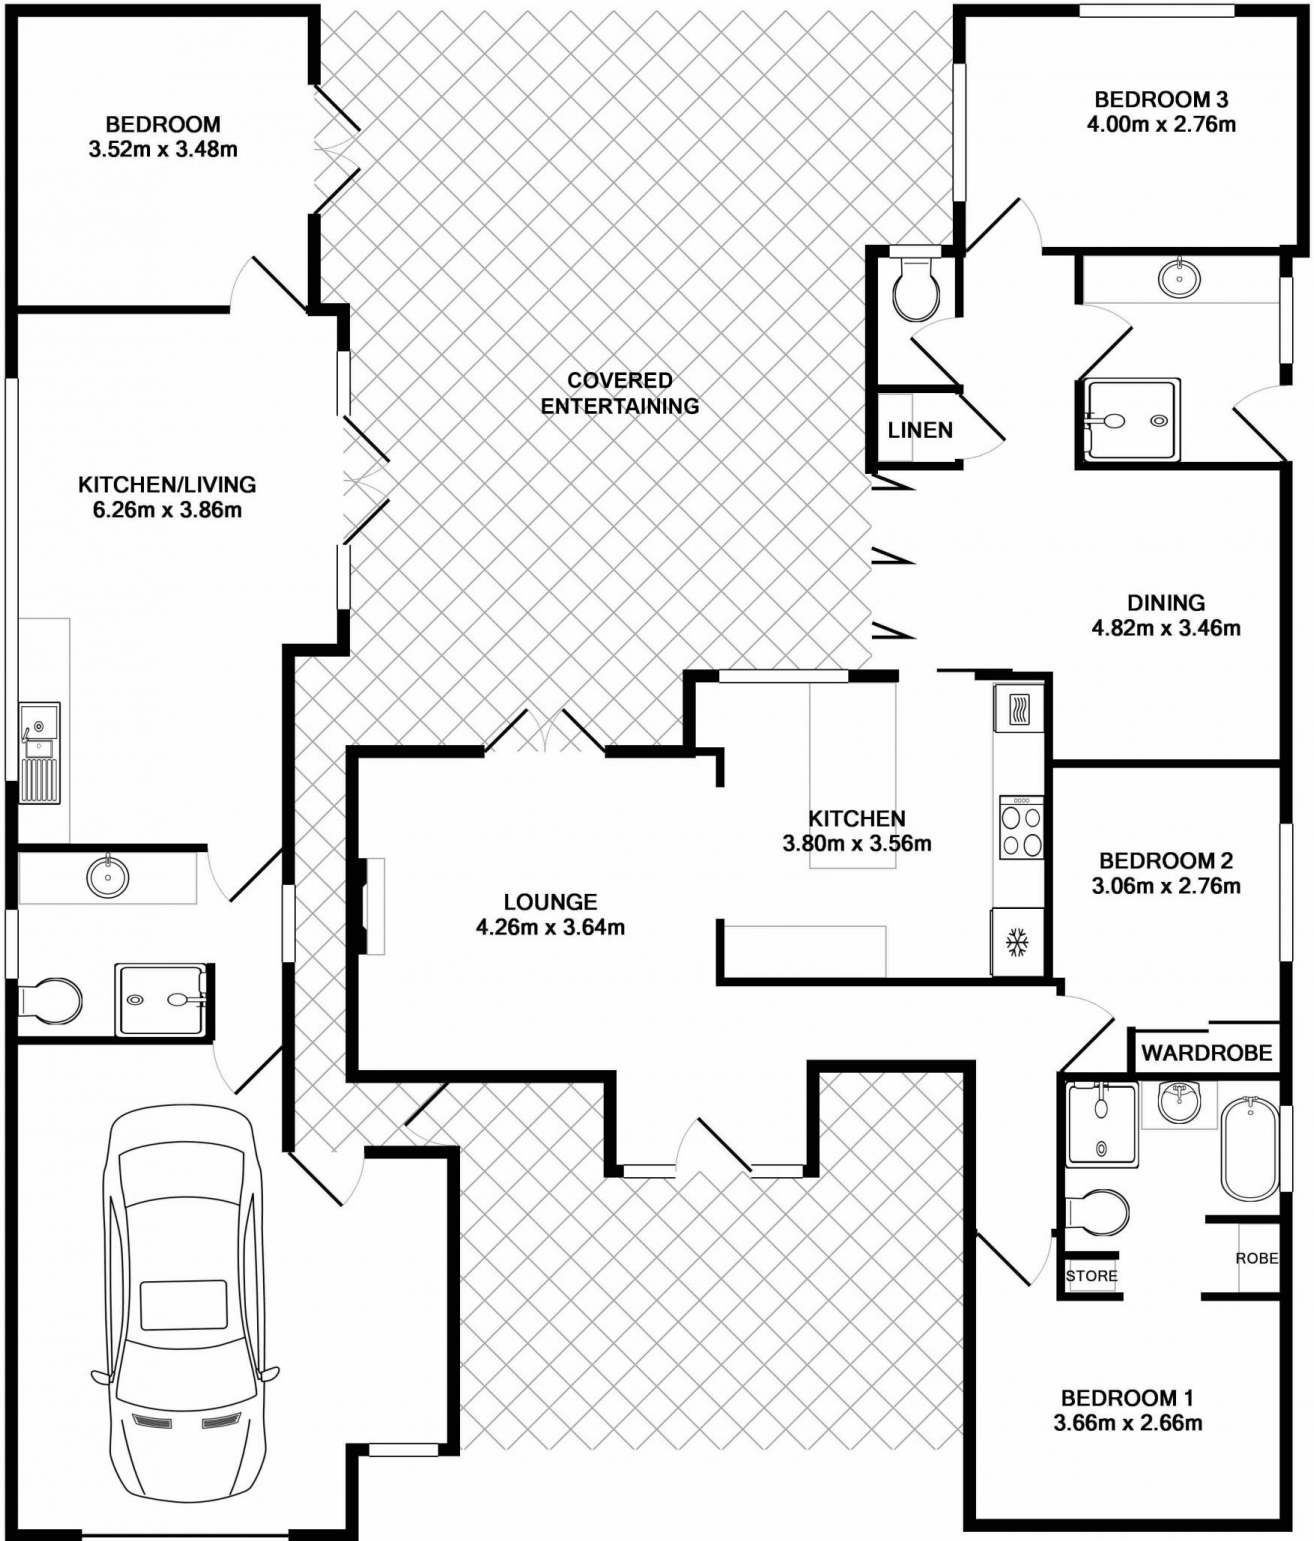 BEDROOM
3.52m x 3.48m
BEDROOM 3
4.00m x 2.76m
COVERED
ENTERTAINING
LINEN
KITCHEN/LIVING
6.26m x 3.86m
DINING
4.82m x 3.46m
KITCHEN
3.80m x 3.56m
BEDROOM 2
3.06m x 2.76m
LOUNGE
4.26m x 3.64m
WARDROBE
ROBE
STORE
BEDROOM 1
3.66m x 2.66m